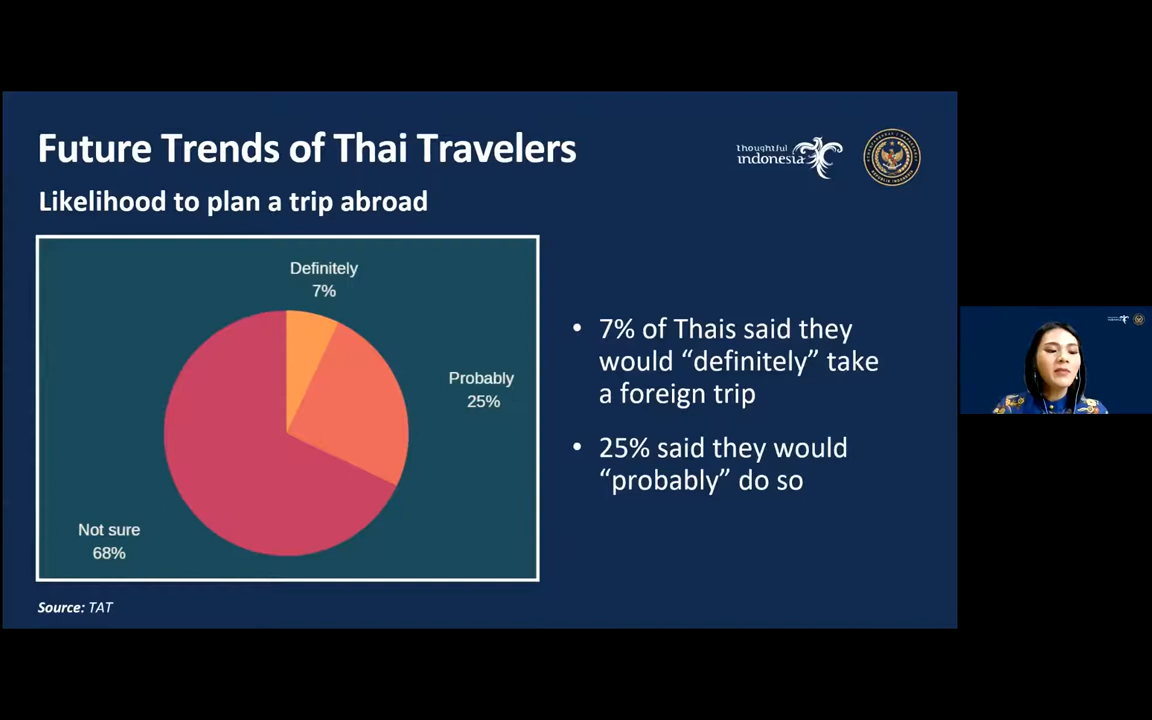 Future Trends of Thai Travelers
thoughtful
indonesia
Likelihood to plan a trip abroad
Definitely
7%
Probably
25%
Not sure
68%
• 7% of Thais said they
would “definitely” take
a foreign trip
• 25% said they would
“probably” do so
Source: TAT